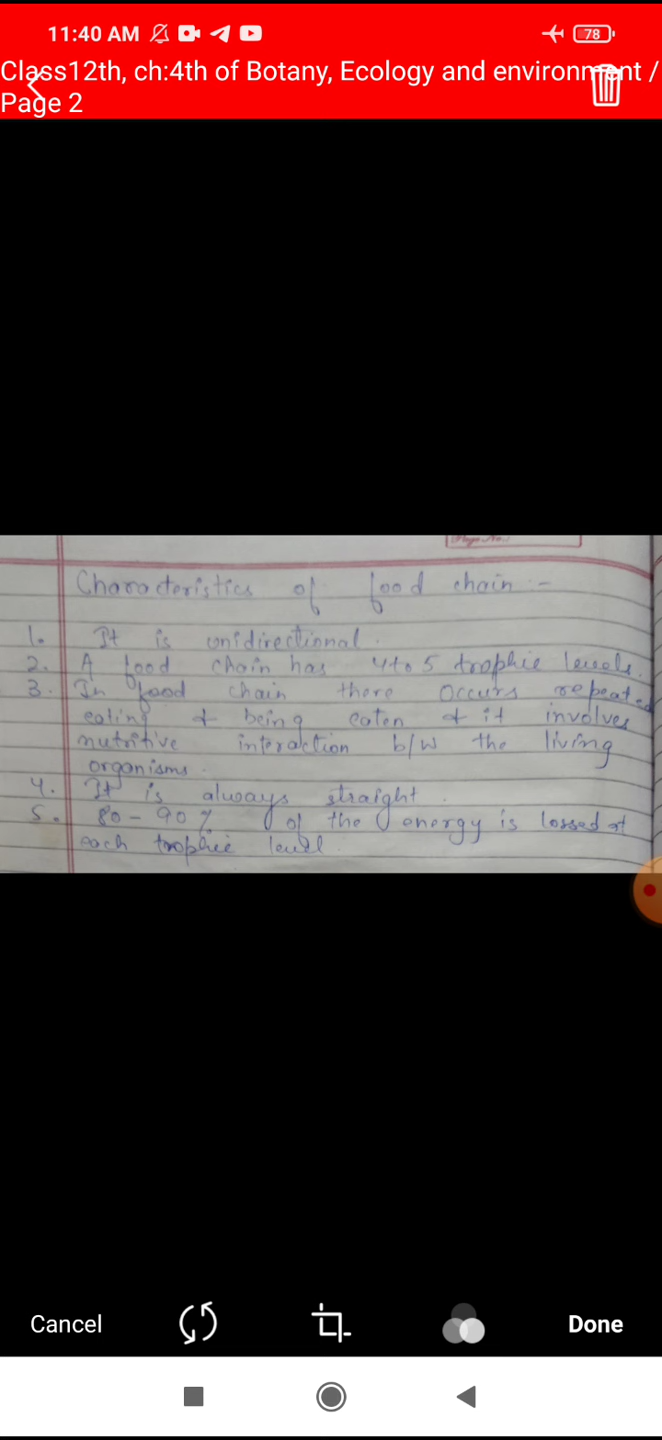 11:40 AM
78
Class12th, ch:4th of Botany, Ecology and environment /
Page 2
Page No.
Characteristics of food chain :-
1. It is unidirectional.
2. A food chain has 4 to 5 trophic levels.
3. In food chain there occurs repeated
eating & being eaten & it involves
nutritive interaction b/w the living
organisms.
4. It is always straight.
5. 80-90% of the energy is lossed at
each trophic level.
Cancel
Done